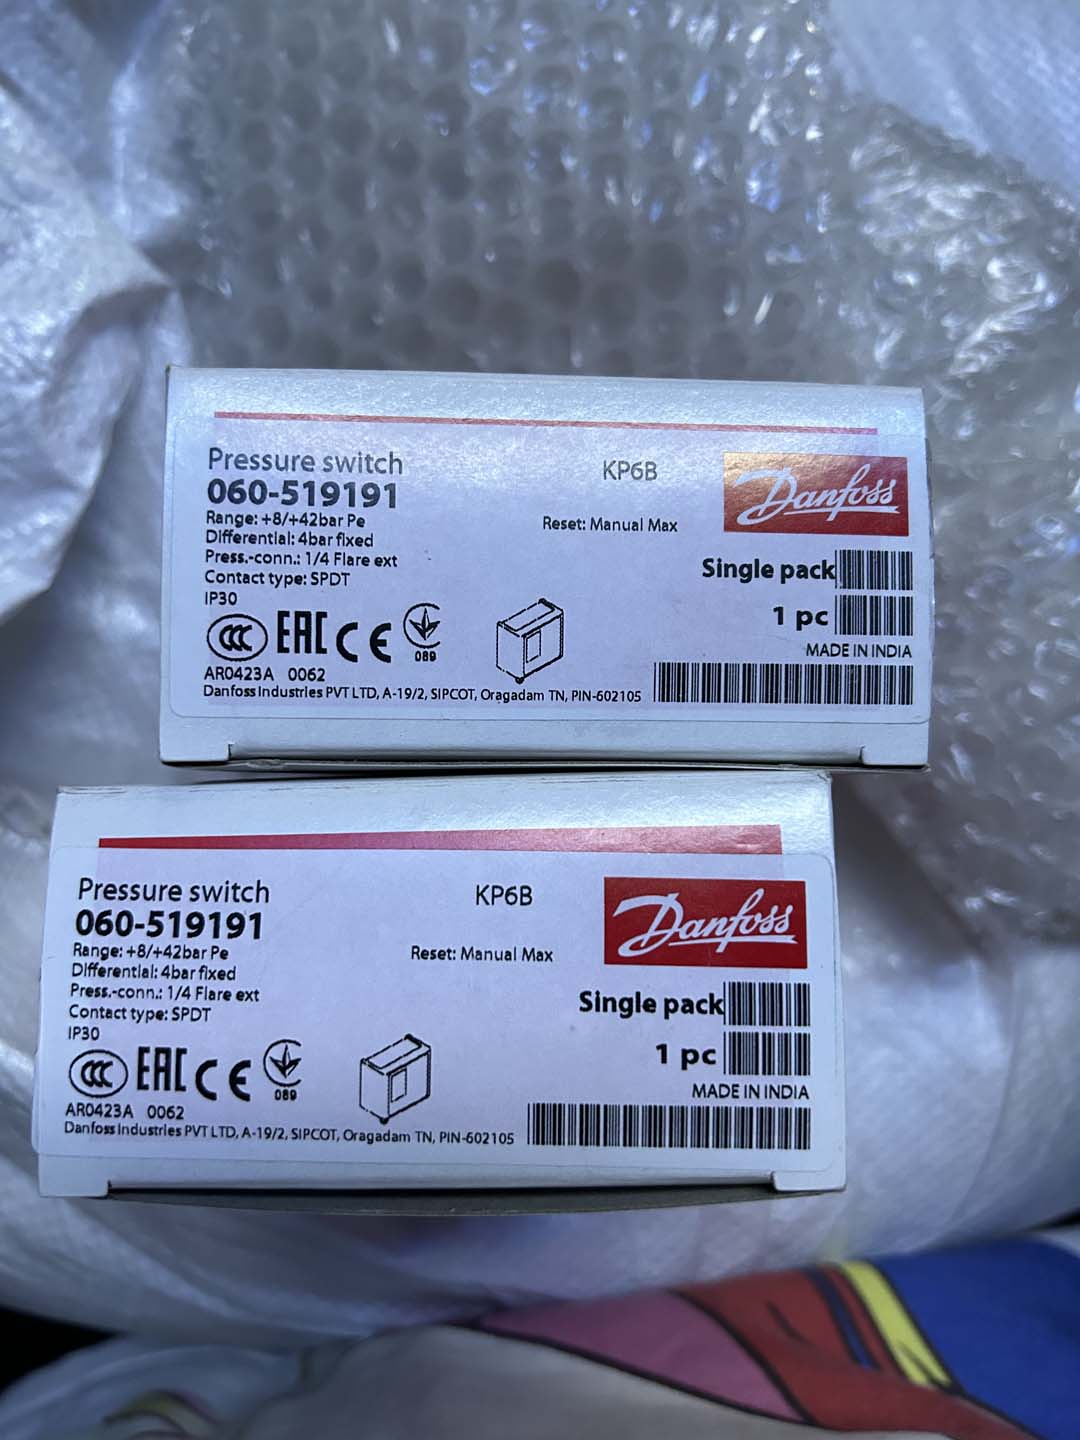 Pressure switch
KP6B
Danfoss
060-519191
Range: +8/+42bar Pe
Reset: Manual Max
Differential: 4bar fixed
Press.-conn.: 1/4 Flare ext
Single pack
Contact type: SPDT
IP30
1 pc
CCC EAC CE
089
MADE IN INDIA
AR0423A 0062
Danfoss Industries PVT LTD, A-19/2, SIPCOT, Oragadam TN, PIN-602105
Pressure switch
KP6B
Danfoss
060-519191
Range: +8/+42bar Pe
Reset: Manual Max
Differential: 4bar fixed
Press.-conn.: 1/4 Flare ext
Single pack
Contact type: SPDT
IP30
1 pc
CCC EAC CE
089
MADE IN INDIA
AR0423A 0062
Danfoss Industries PVT LTD, A-19/2, SIPCOT, Oragadam TN, PIN-602105